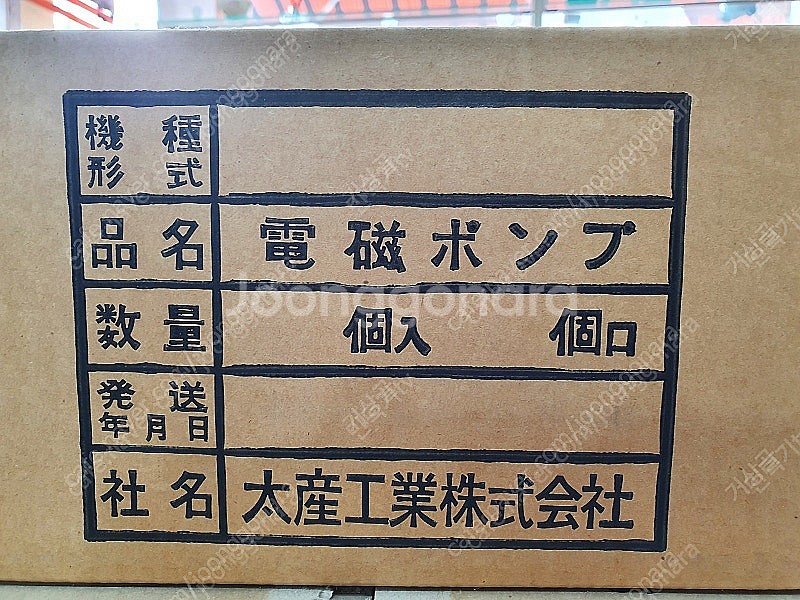 機種
形式
品名 電磁ポンプ
数量 個入 個口
発送
年月日
社名 太産工業株式会社
Joonggonara